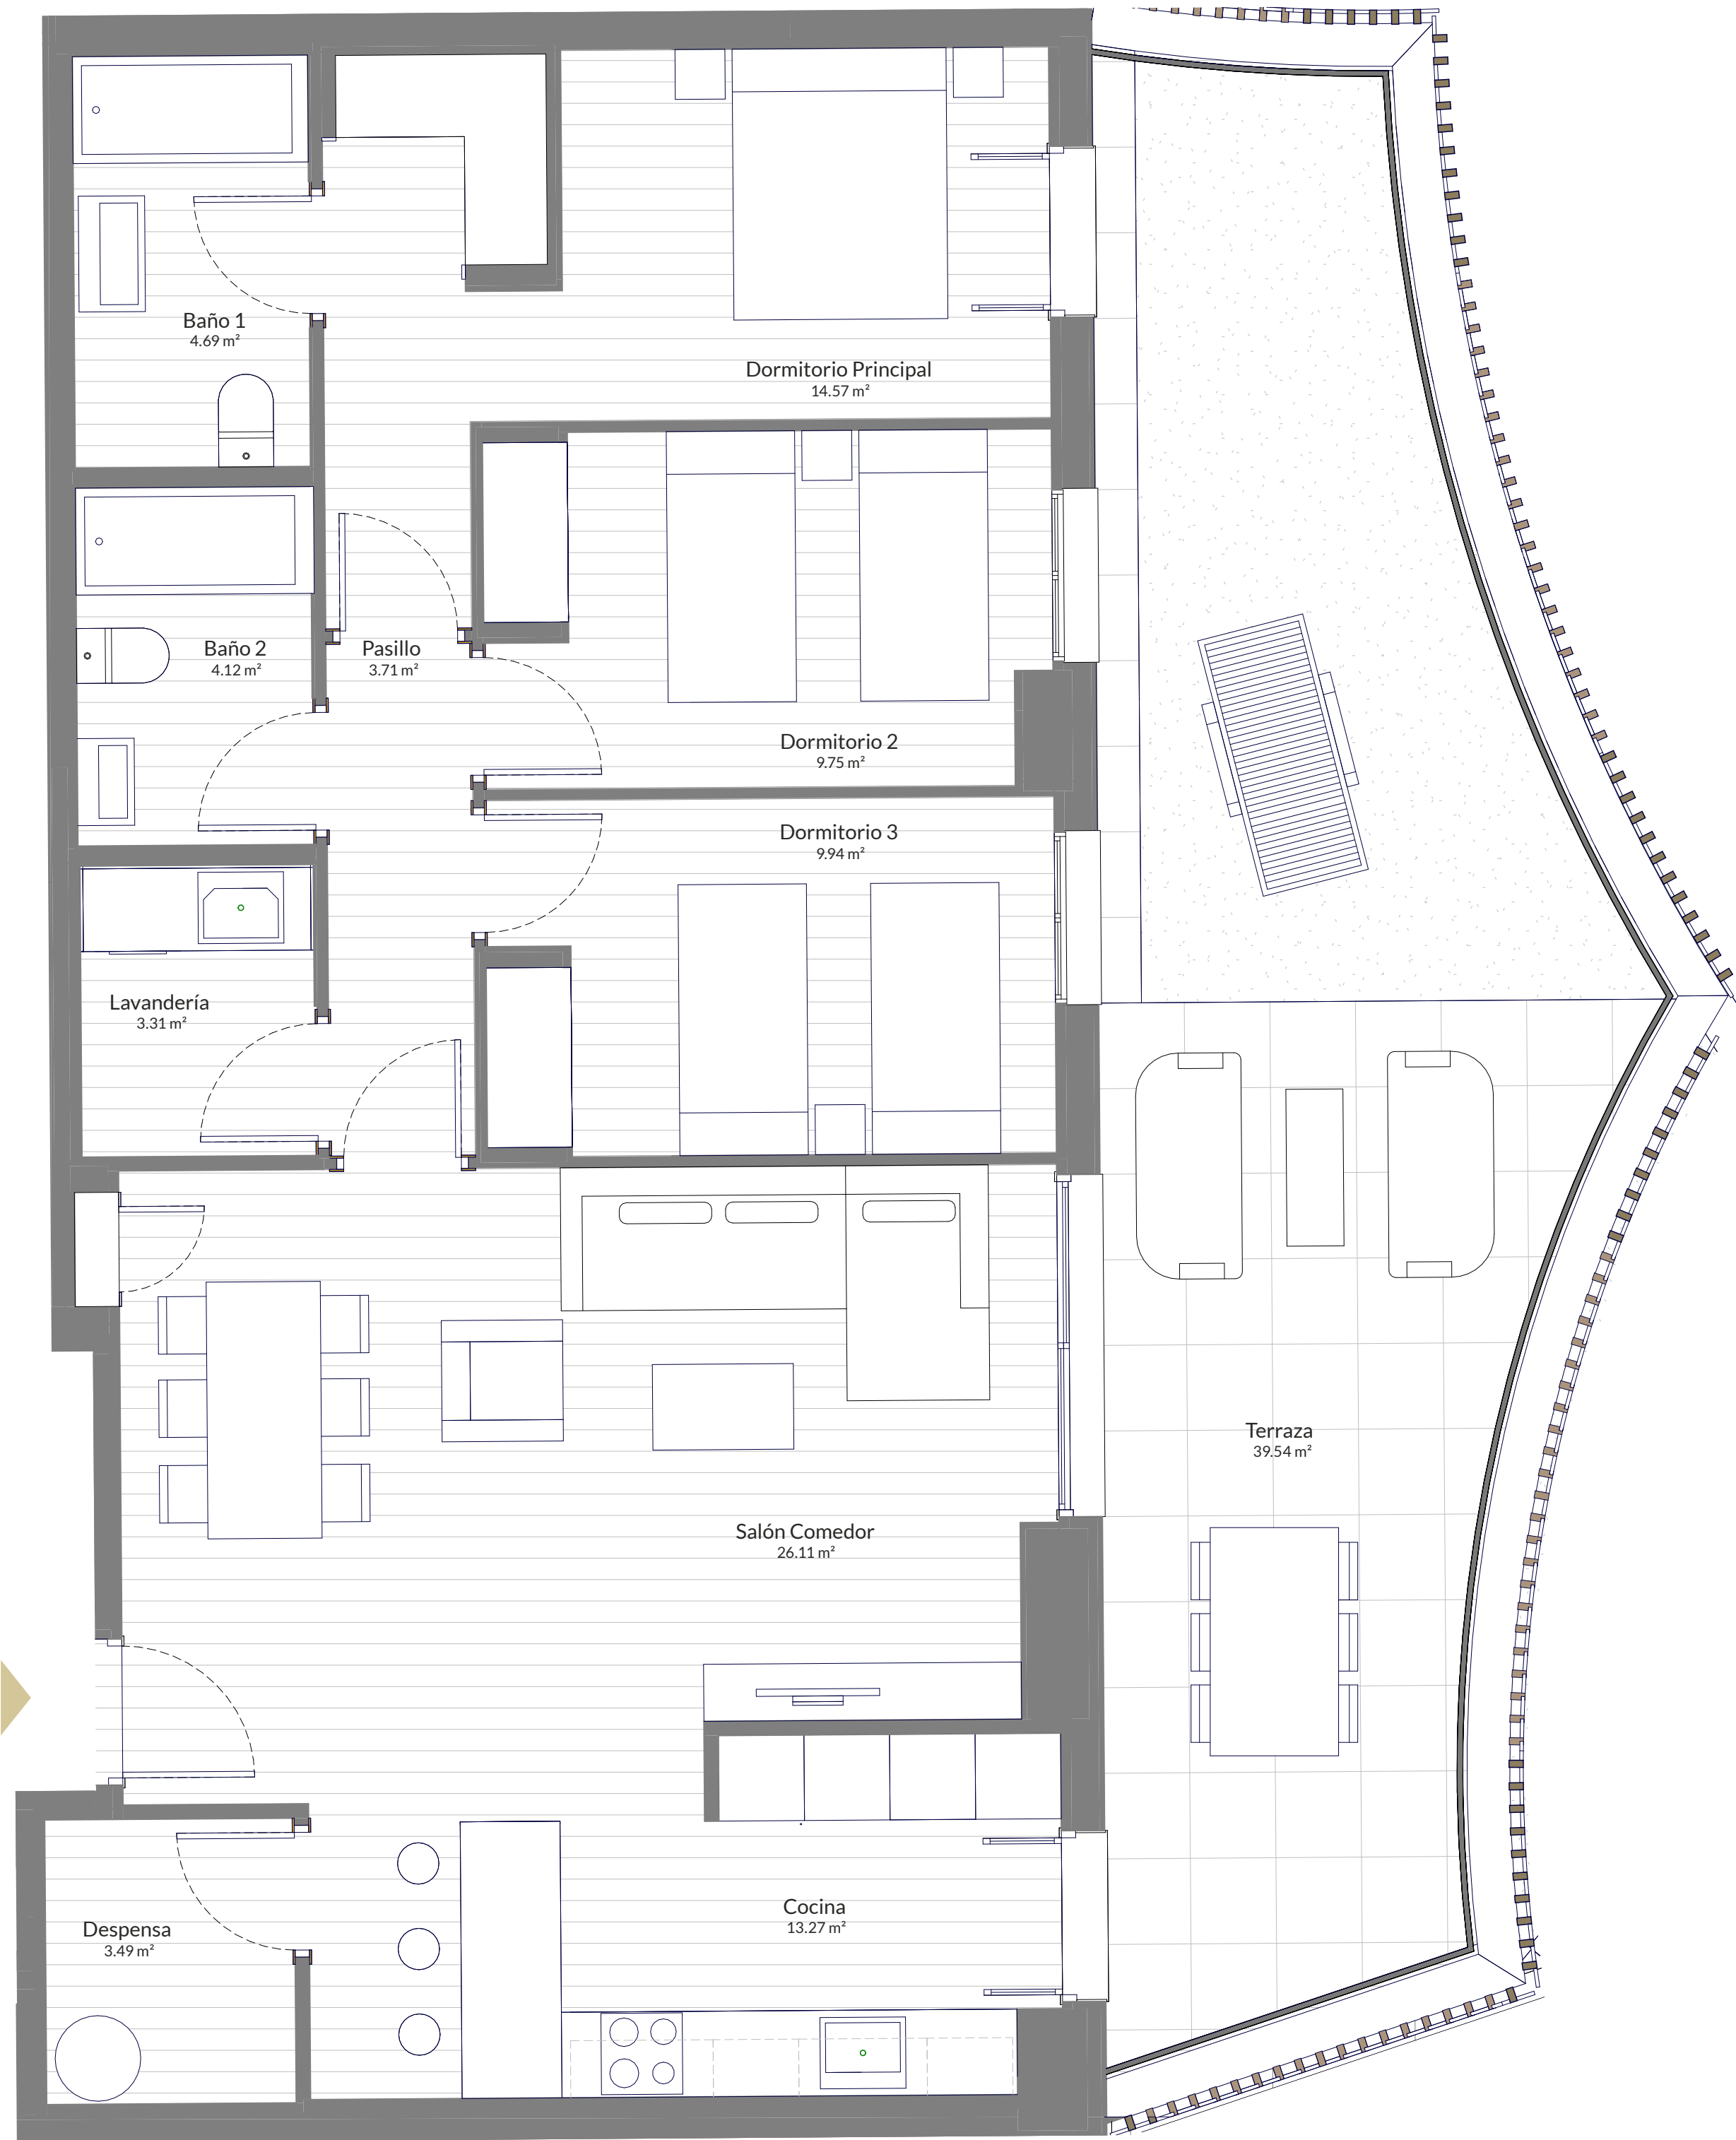 Baño 1
4.69 m²
Dormitorio Principal
14.57 m²
Baño 2
4.12 m²
Pasillo
3.71 m²
Dormitorio 2
9.75 m²
Dormitorio 3
9.94 m²
Lavandería
3.31 m²
Terraza
39.54 m²
Salón Comedor
26.11 m²
Cocina
13.27 m²
Despensa
3.49 m²